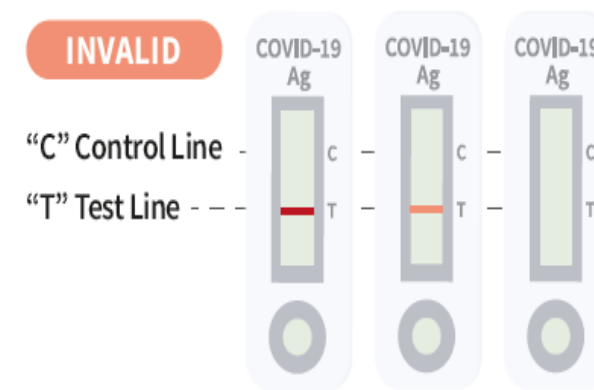 INVALID
COVID-19
Ag
COVID-19
Ag
COVID-19
Ag
"C" Control Line
C
C
C
"T" Test Line
T
T
T